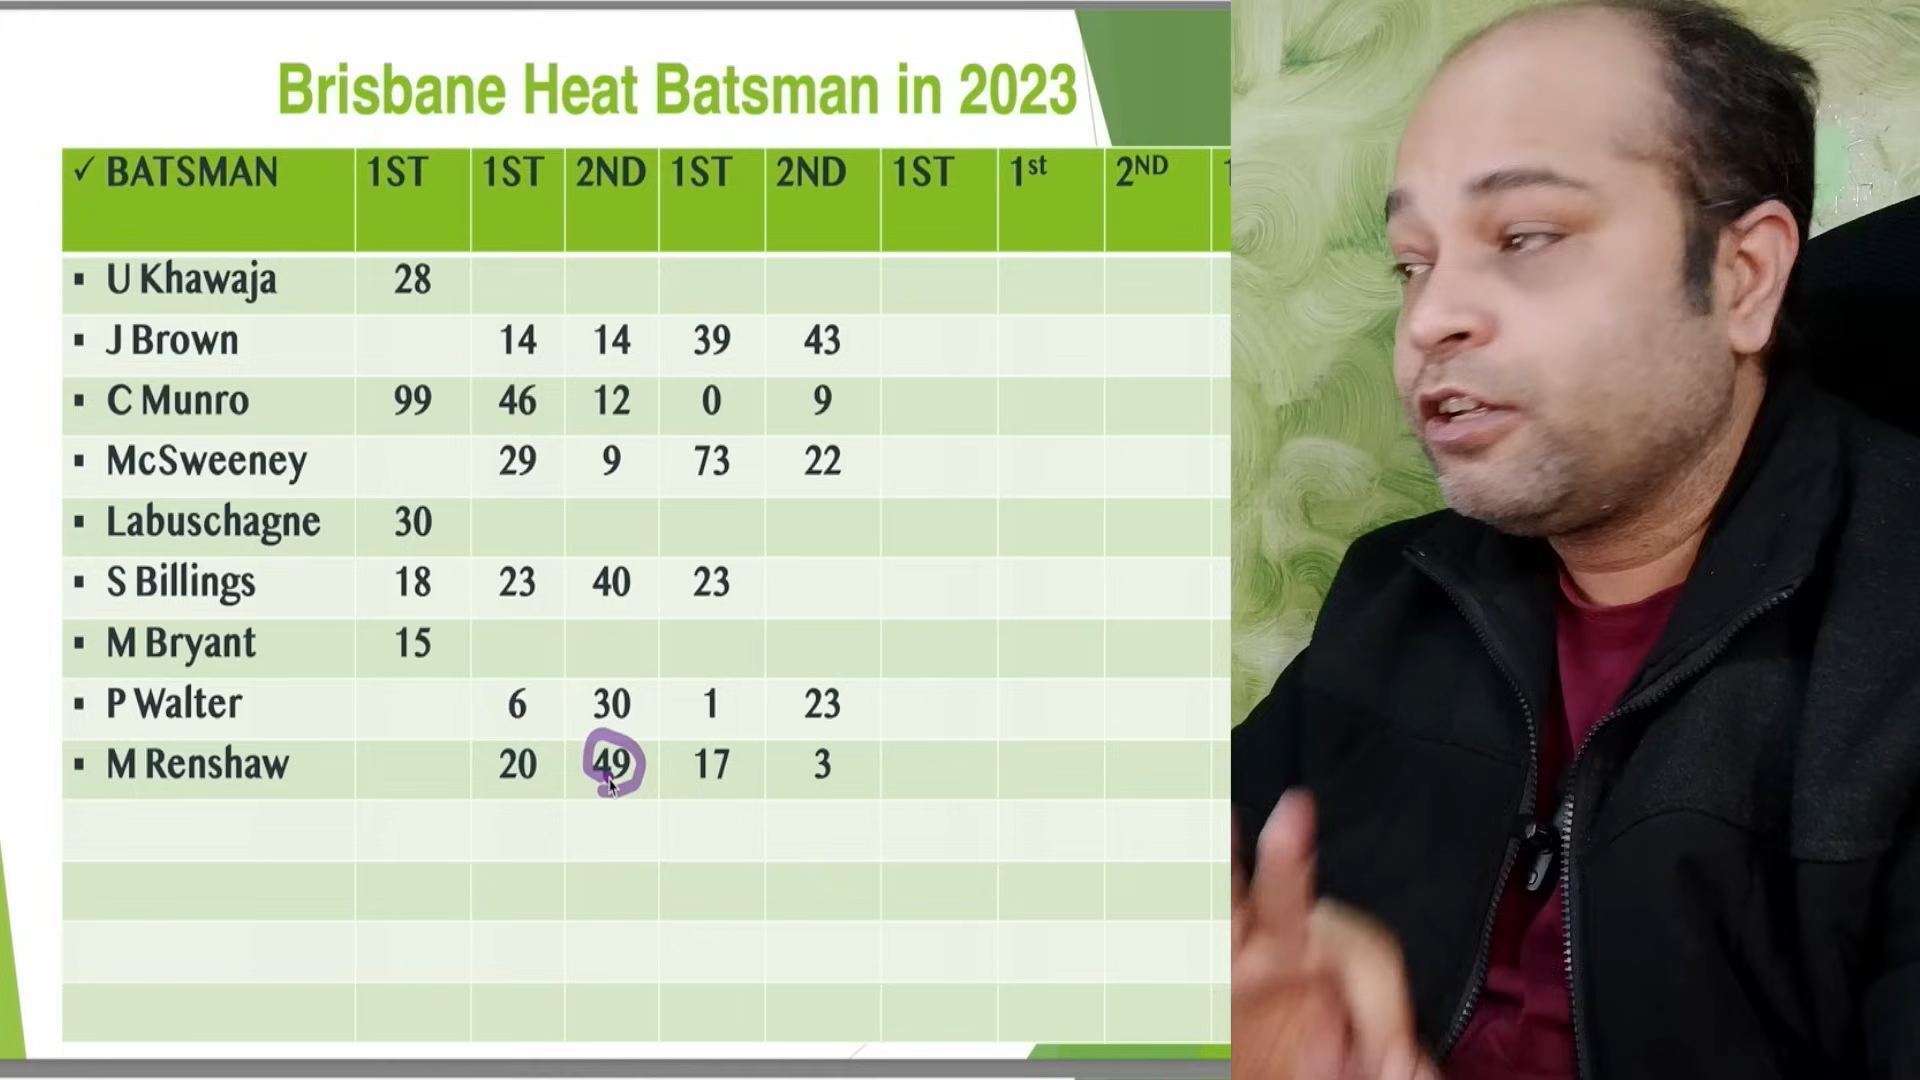 Brisbane Heat Batsman in 2023
✓ BATSMAN 1ST 1ST 2ND 1ST 2ND 1ST 1st 2ND
▪ U Khawaja 28
▪ J Brown 14 14 39 43
▪ C Munro 99 46 12 0 9
▪ McSweeney 29 9 73 22
▪ Labuschagne 30
▪ S Billings 18 23 40 23
▪ M Bryant 15
▪ P Walter 6 30 1 23
▪ M Renshaw 20 49 17 3